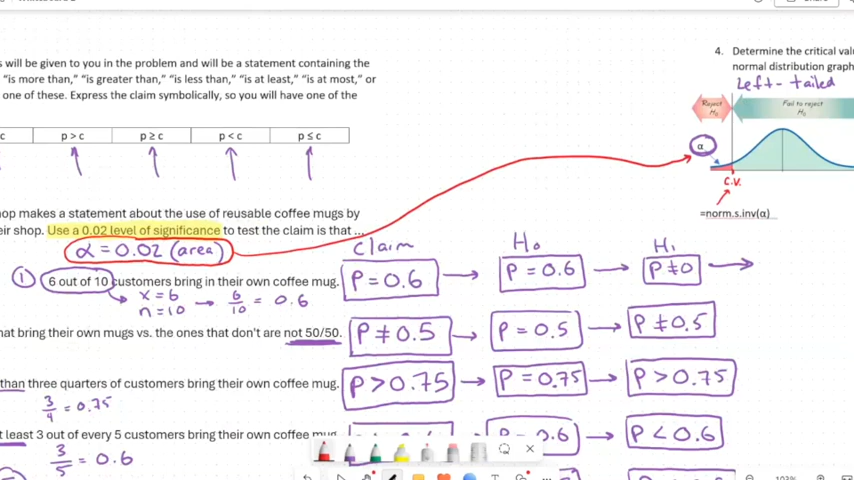 s will be given to you in the problem and will be a statement containing the
"is more than," "is greater than," "is less than," "is at least," "is at most," or
one of these. Express the claim symbolically, so you will have one of the
c p > c p ≥ c p < c p ≤ c
4. Determine the critical valu
normal distribution graph
Left-tailed
Reject H₀
Fail to reject H₀
α
C.V.
=norm.s.inv(α)
hop makes a statement about the use of reusable coffee mugs by
eir shop. Use a 0.02 level of significance to test the claim is that ...
α = 0.02 (area)
Claim H₀ H₁
① 6 out of 10 customers bring in their own coffee mug.
x = 6
n = 10 → 6/10 = 0.6
P = 0.6 → P = 0.6 → P ≠ 0
hat bring their own mugs vs. the ones that don't are not 50/50.
P ≠ 0.5 → P = 0.5 → P ≠ 0.5
than three quarters of customers bring their own coffee mug.
3/4 = 0.75
P > 0.75 → P = 0.75 → P > 0.75
t least 3 out of every 5 customers bring their own coffee mug.
3/5 = 0.6
0.6 → P < 0.6